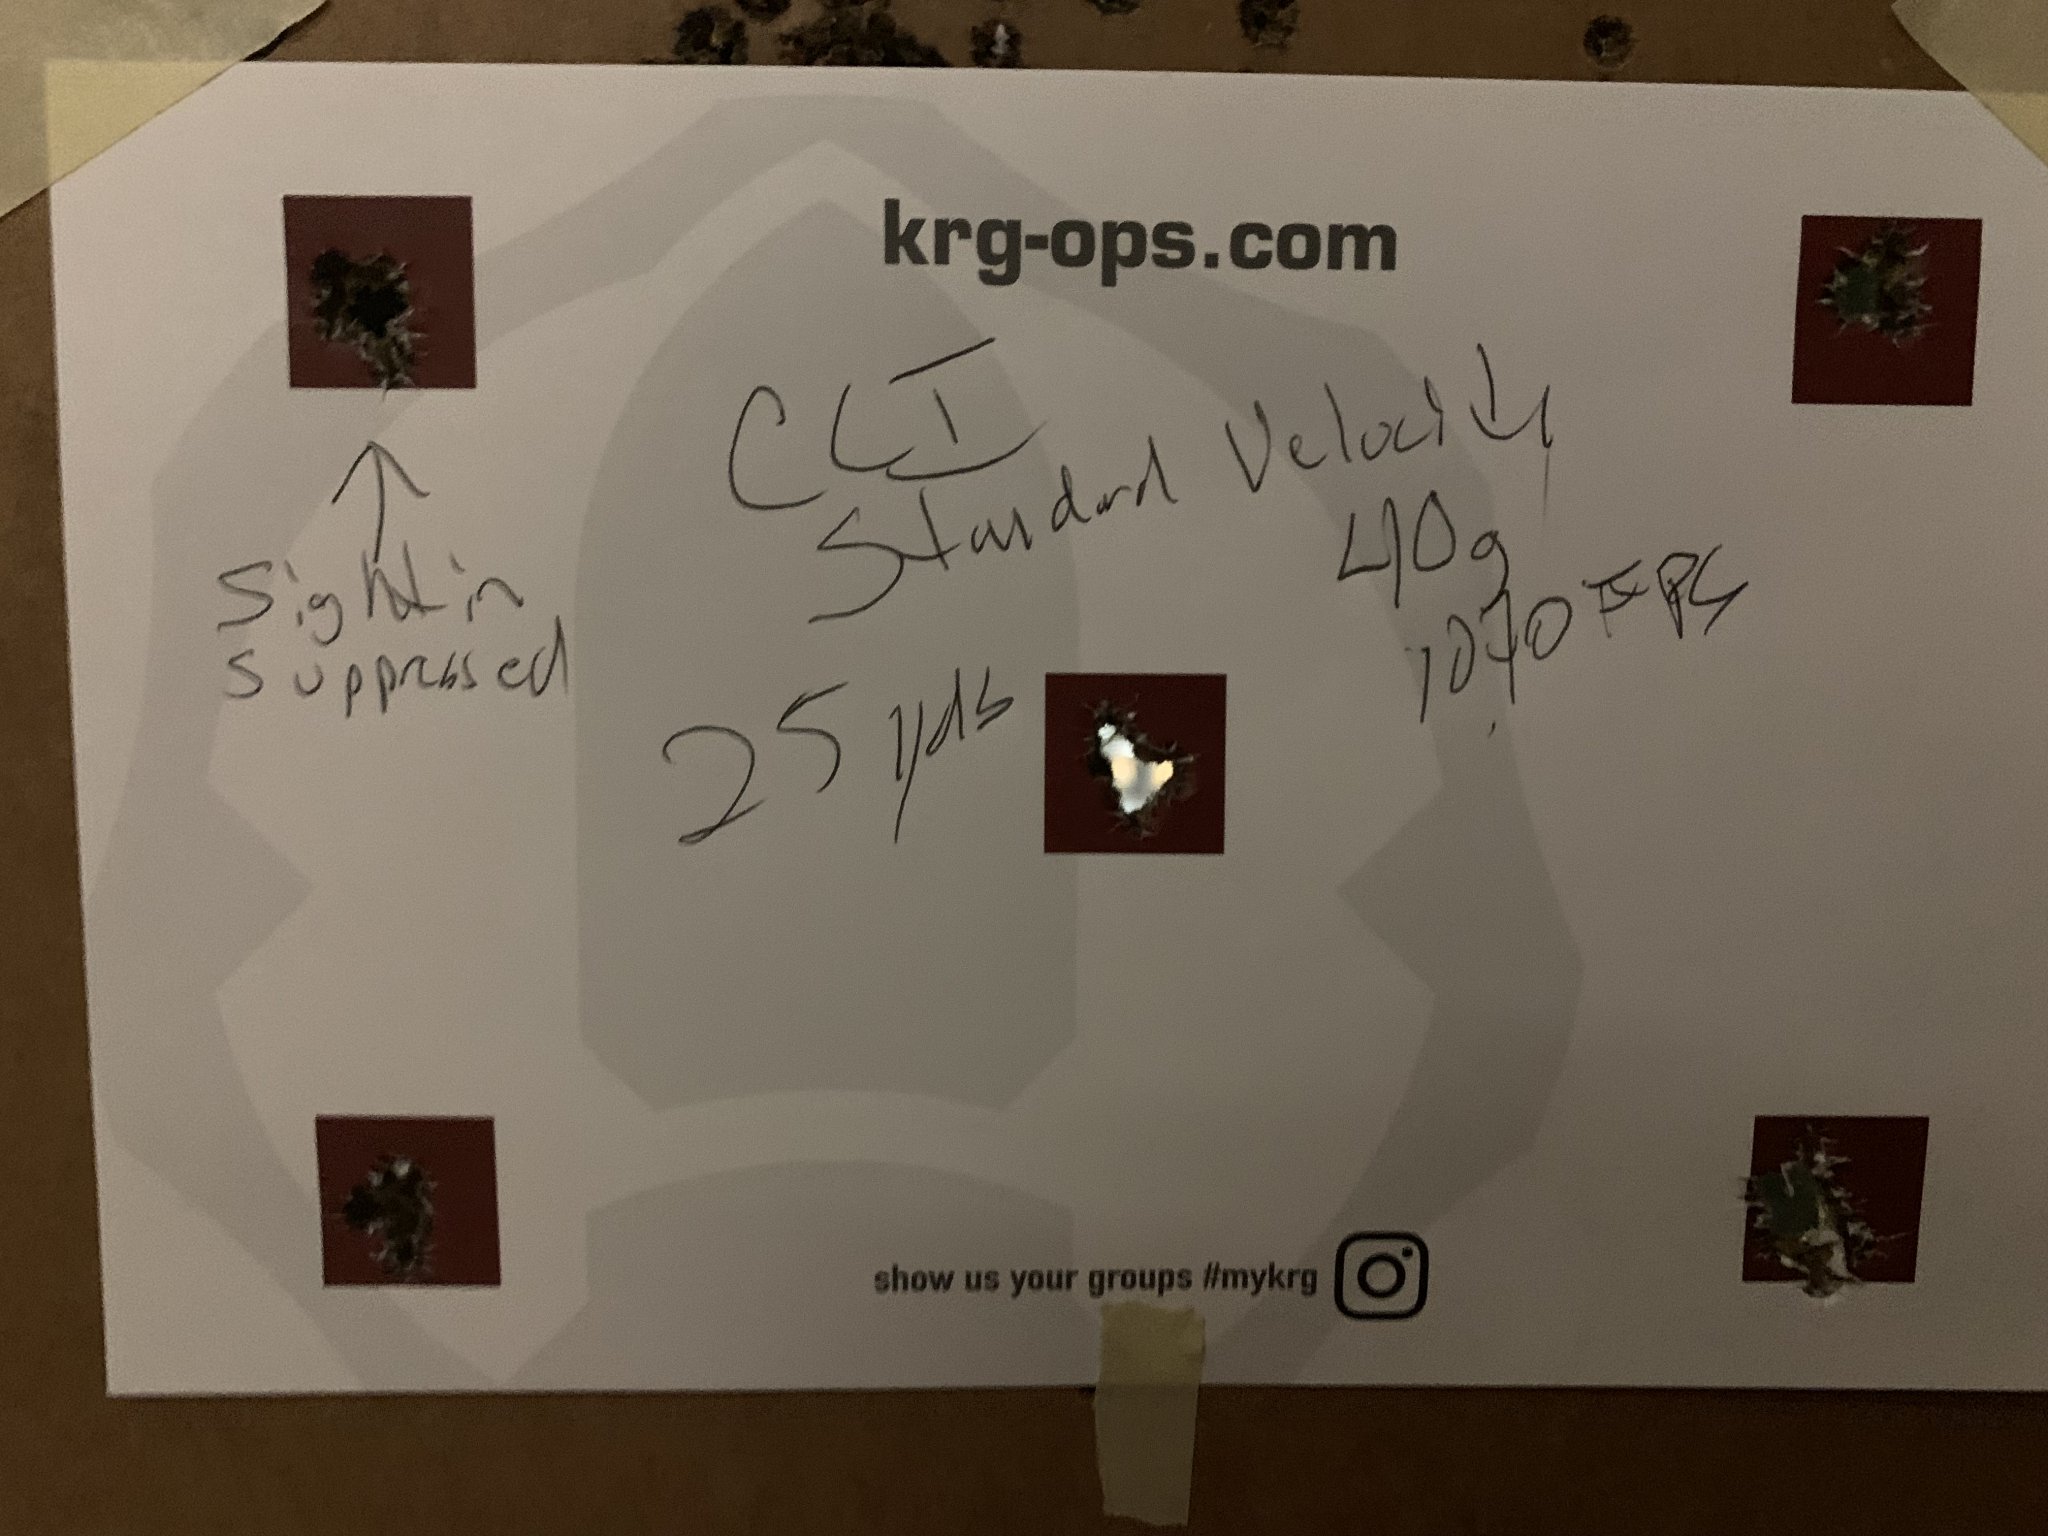 krg-ops.com
CCI
Standard Velocity
40g
1070 FPS
Sight in
suppressed
25 yds
show us your groups #mykrg